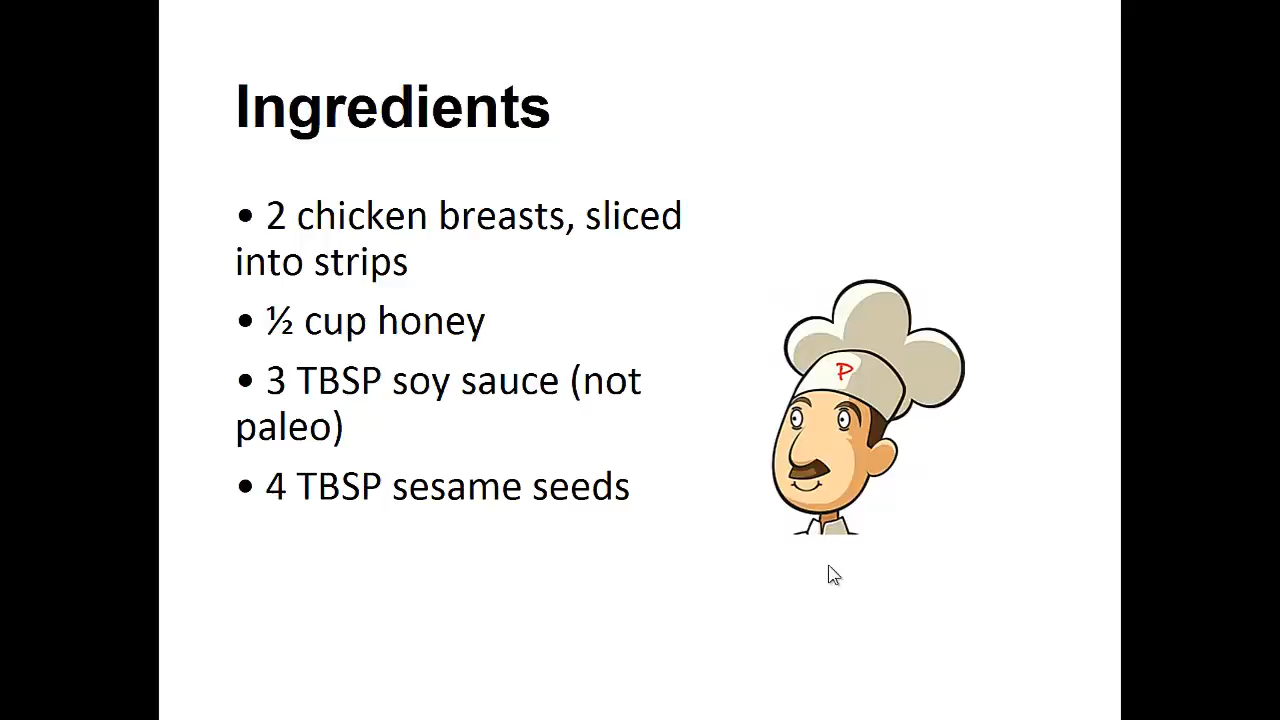 Ingredients
• 2 chicken breasts, sliced
into strips
• ½ cup honey
• 3 TBSP soy sauce (not
paleo)
• 4 TBSP sesame seeds
P